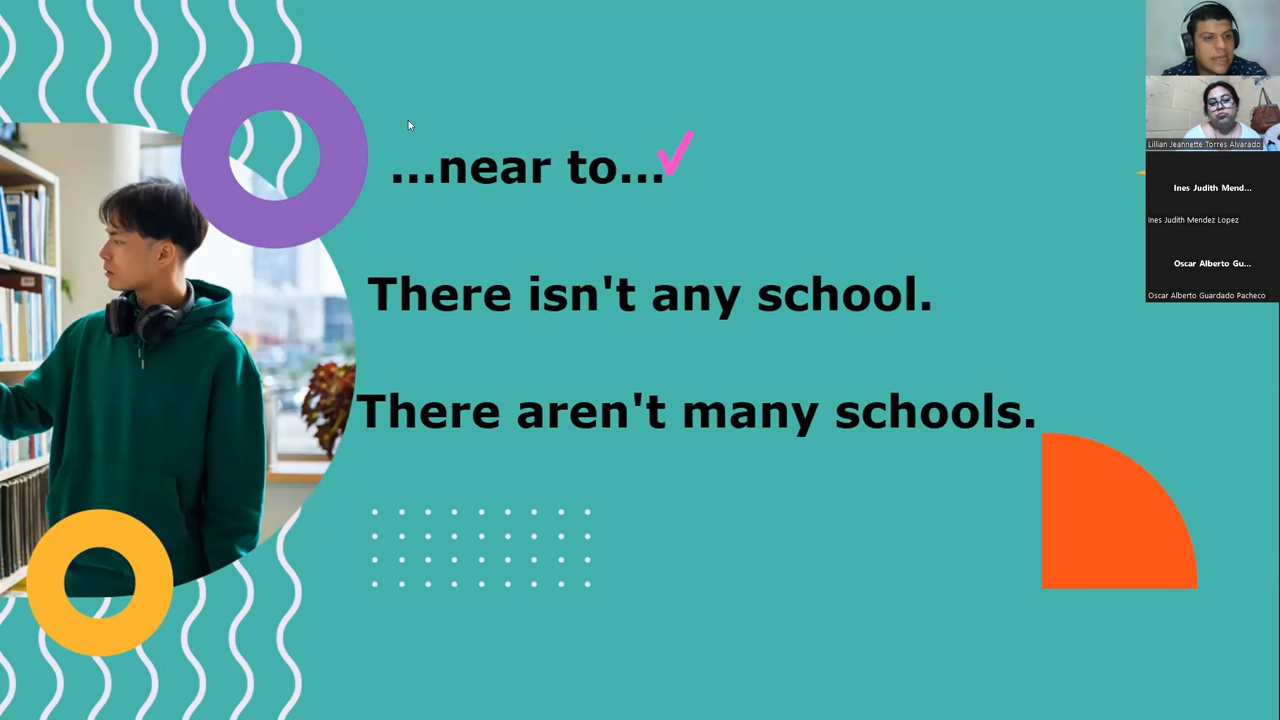 ...near to...
There isn't any school.
There aren't many schools.
Lillian Jeannette Torres Alvarado
Ines Judith Mend...
Ines Judith Mendez Lopez
Oscar Alberto Gu...
Oscar Alberto Guardado Pacheco